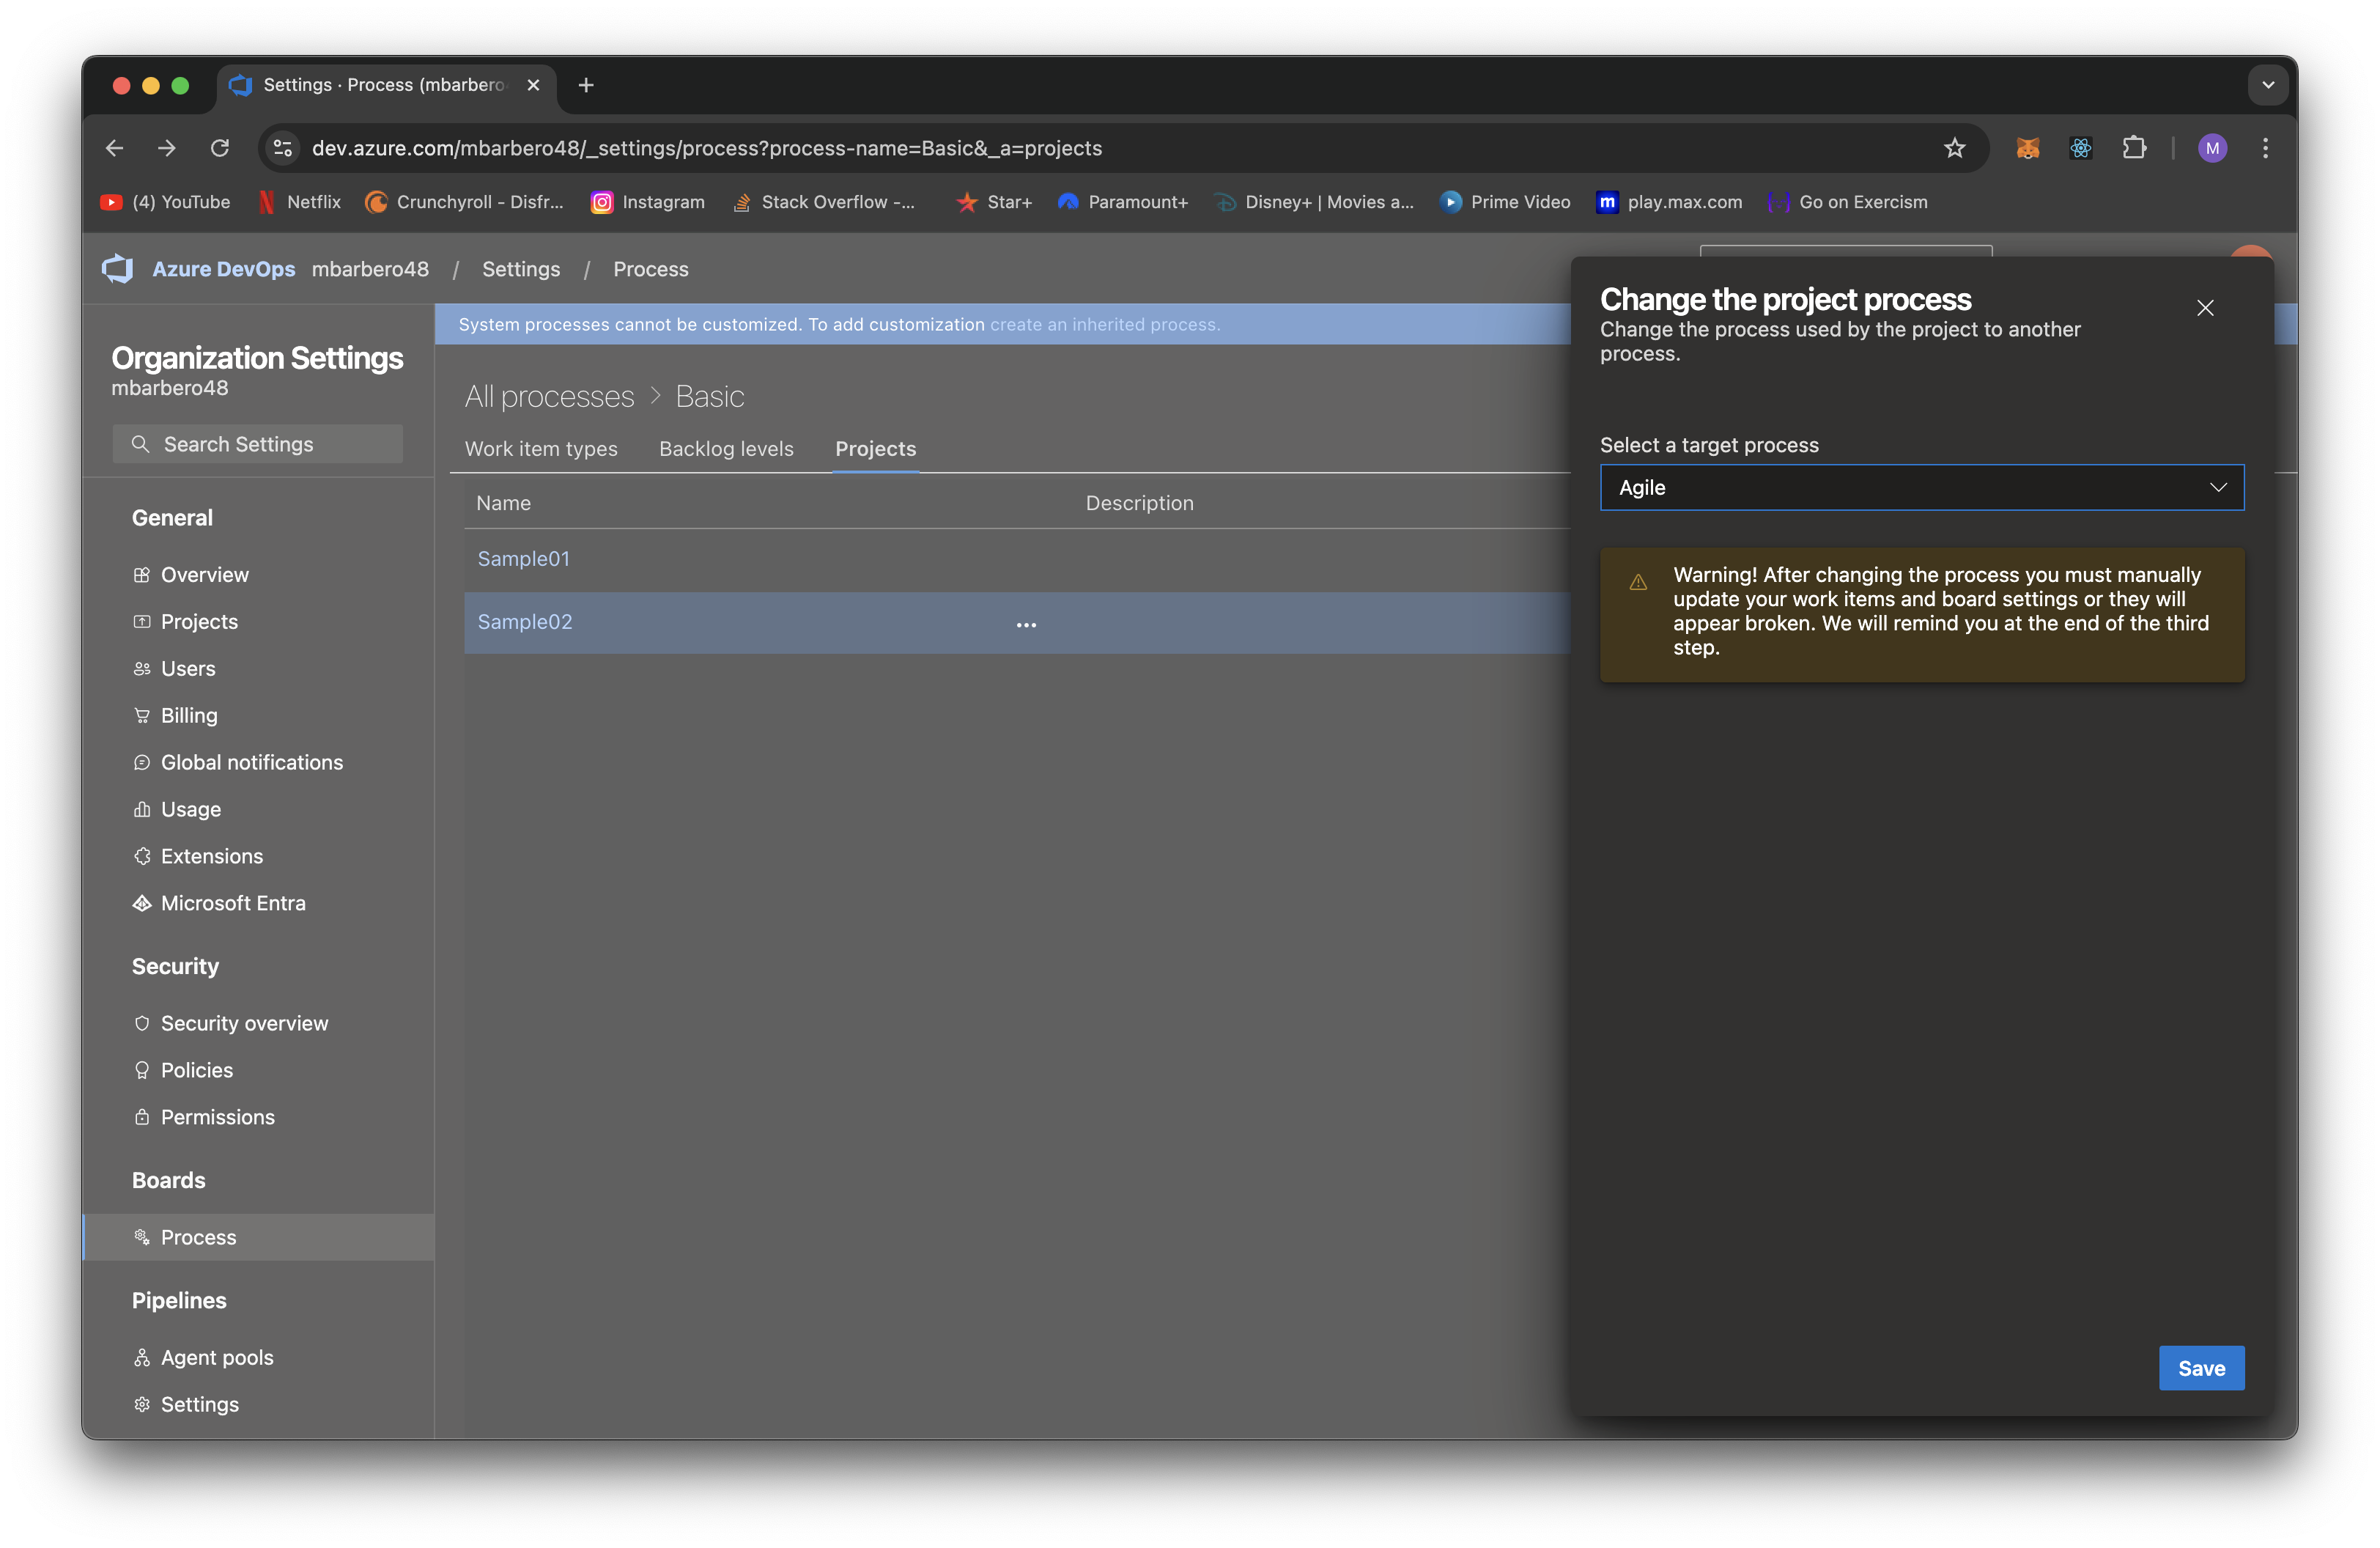 Settings · Process (mbarbero4
dev.azure.com/mbarbero48/_settings/process?process-name=Basic&_a=projects
M
(4) YouTube
Netflix
Crunchyroll - Disfr...
Instagram
Stack Overflow -...
Star+
Paramount+
Disney+ | Movies a...
Prime Video
m play.max.com
Go on Exercism
Azure DevOps mbarbero48 / Settings / Process
Organization Settings
mbarbero48
Search Settings
General
Overview
Projects
Users
Billing
Global notifications
Usage
Extensions
Microsoft Entra
Security
Security overview
Policies
Permissions
Boards
Process
Pipelines
Agent pools
Settings
System processes cannot be customized. To add customization create an inherited process.
All processes > Basic
Work item types Backlog levels Projects
Name Description
Sample01
Sample02
Change the project process
Change the process used by the project to another
process.
Select a target process
Agile
Warning! After changing the process you must manually
update your work items and board settings or they will
appear broken. We will remind you at the end of the third
step.
Save